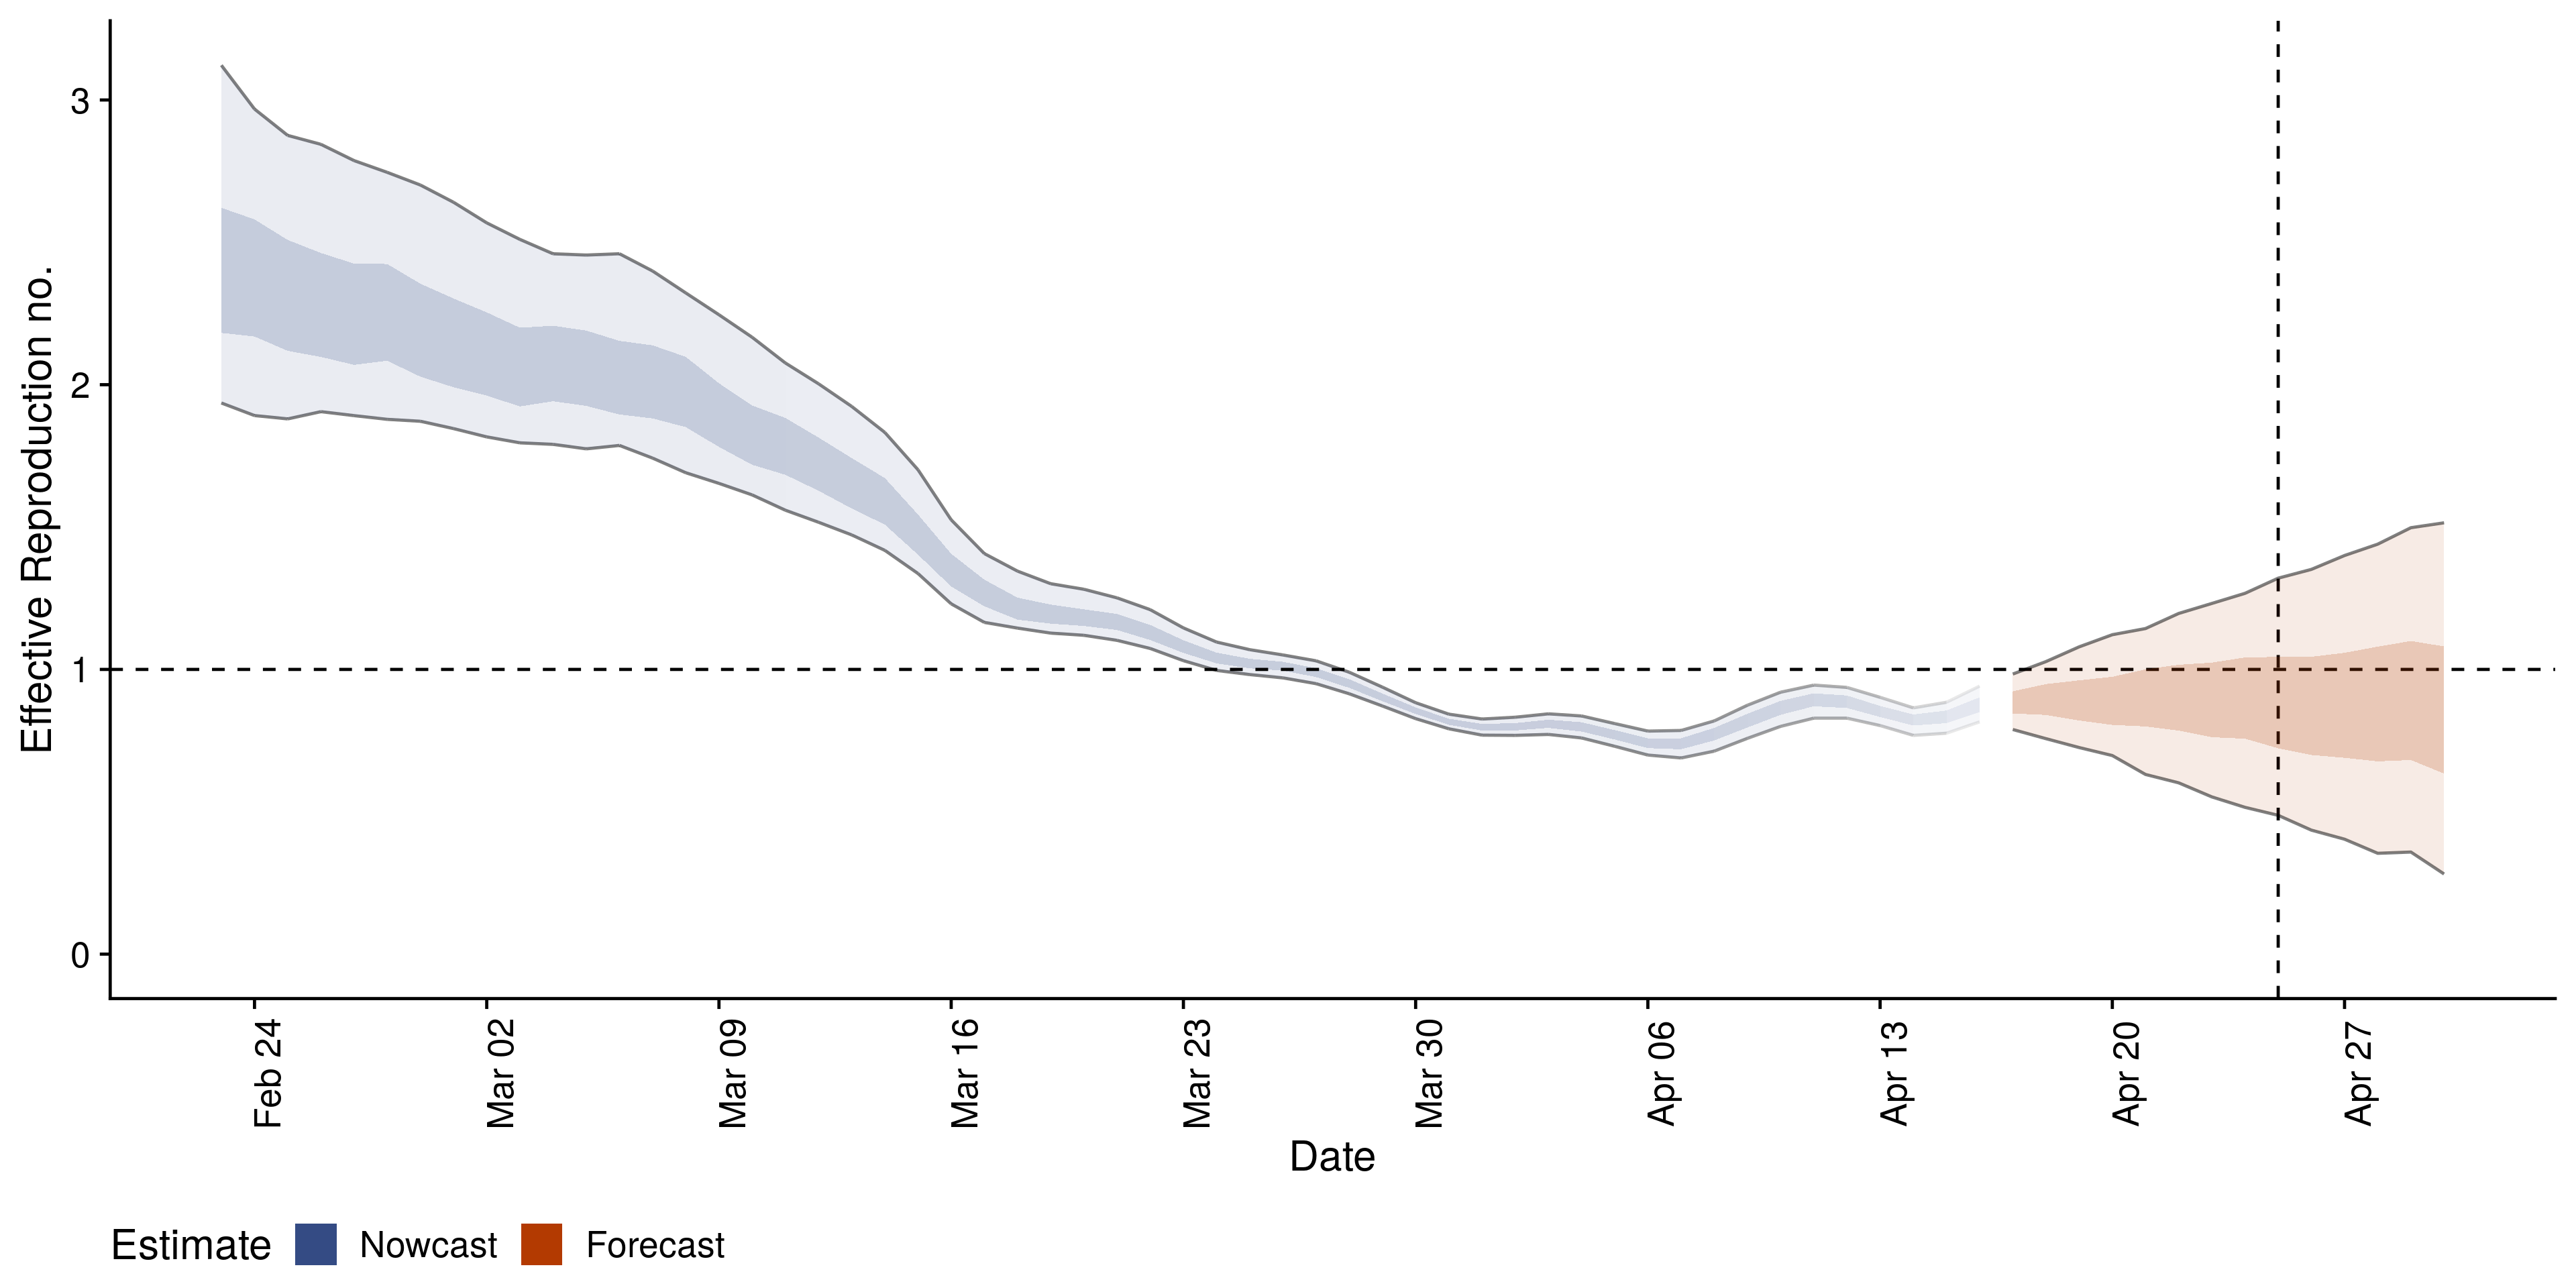 Effective Reproduction no.
3
2
1
0
Feb 24
Mar 02
Mar 09
Mar 16
Mar 23
Mar 30
Apr 06
Apr 13
Apr 20
Apr 27
Date
Estimate Nowcast Forecast